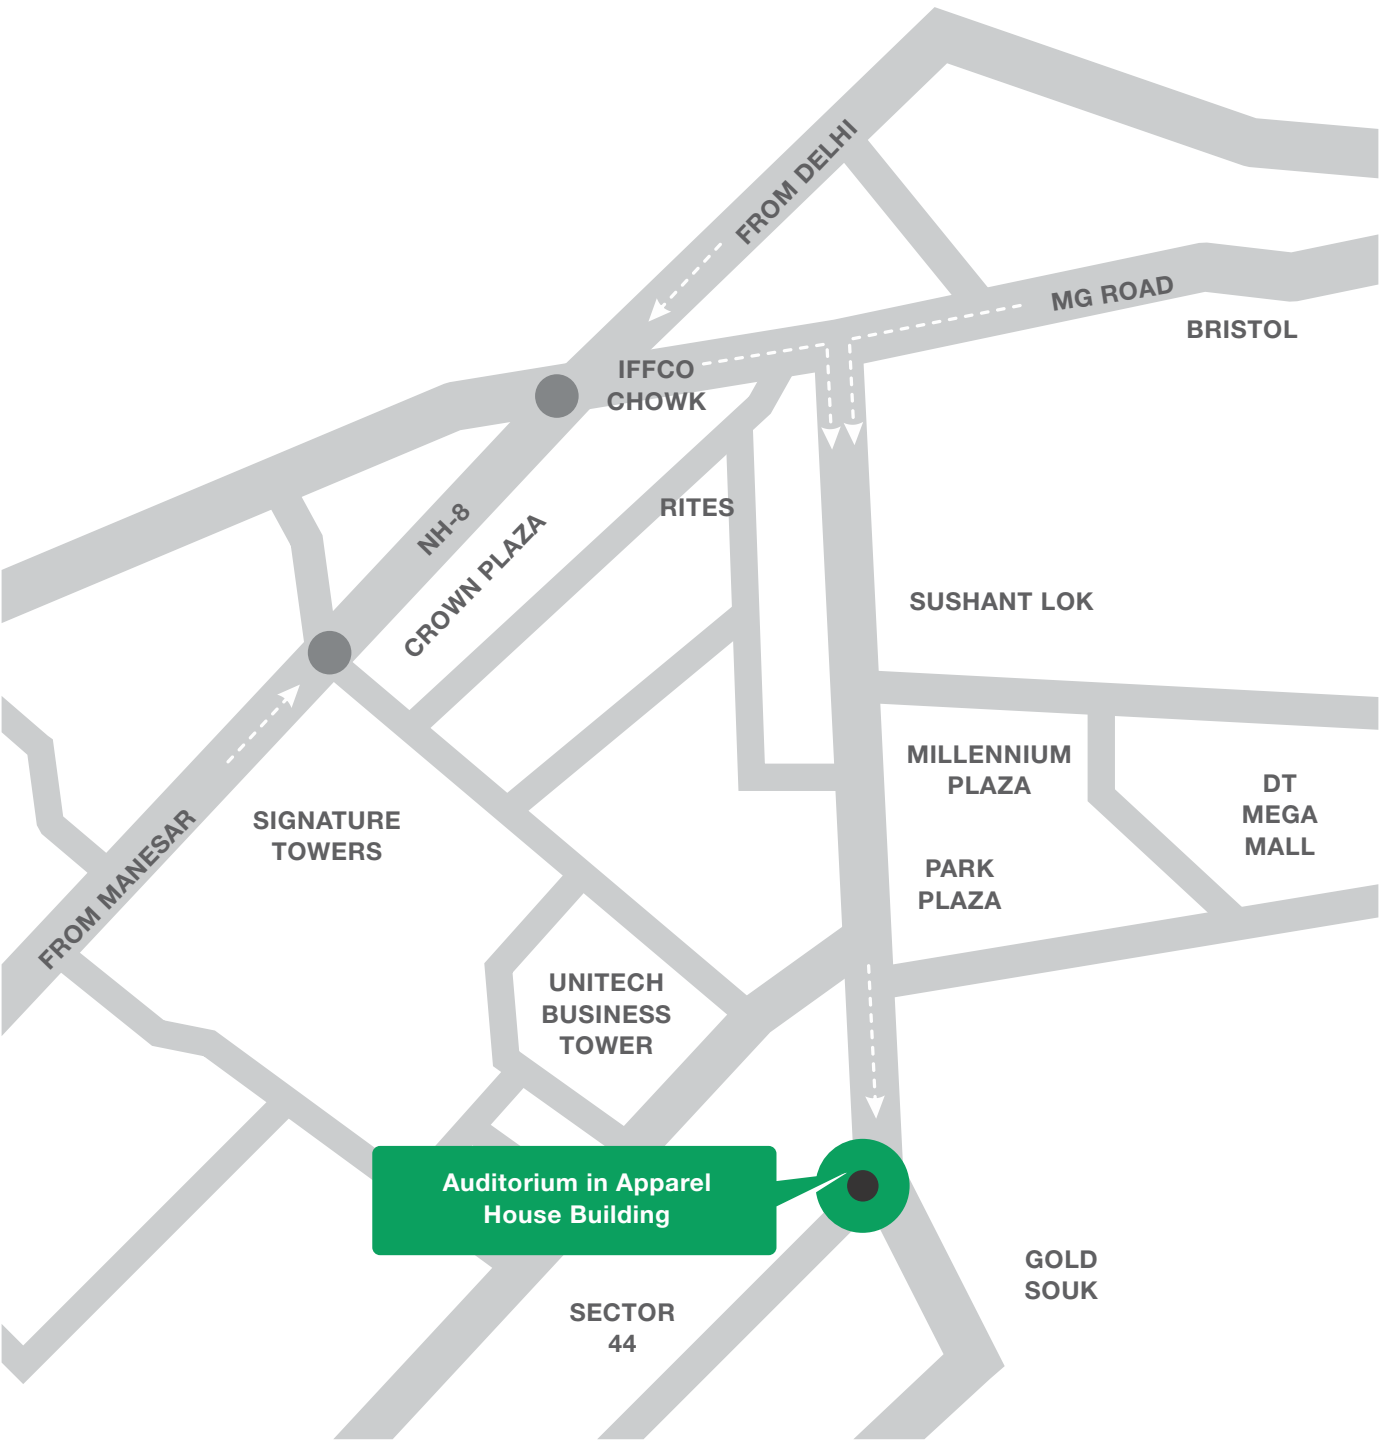 FROM DELHI
MG ROAD
BRISTOL
IFFCO
CHOWK
NH-8
CROWN PLAZA
RITES
SUSHANT LOK
MILLENNIUM
PLAZA
DT
MEGA
MALL
SIGNATURE
TOWERS
FROM MANESAR
PARK
PLAZA
UNITECH
BUSINESS
TOWER
Auditorium in Apparel
House Building
GOLD
SOUK
SECTOR
44